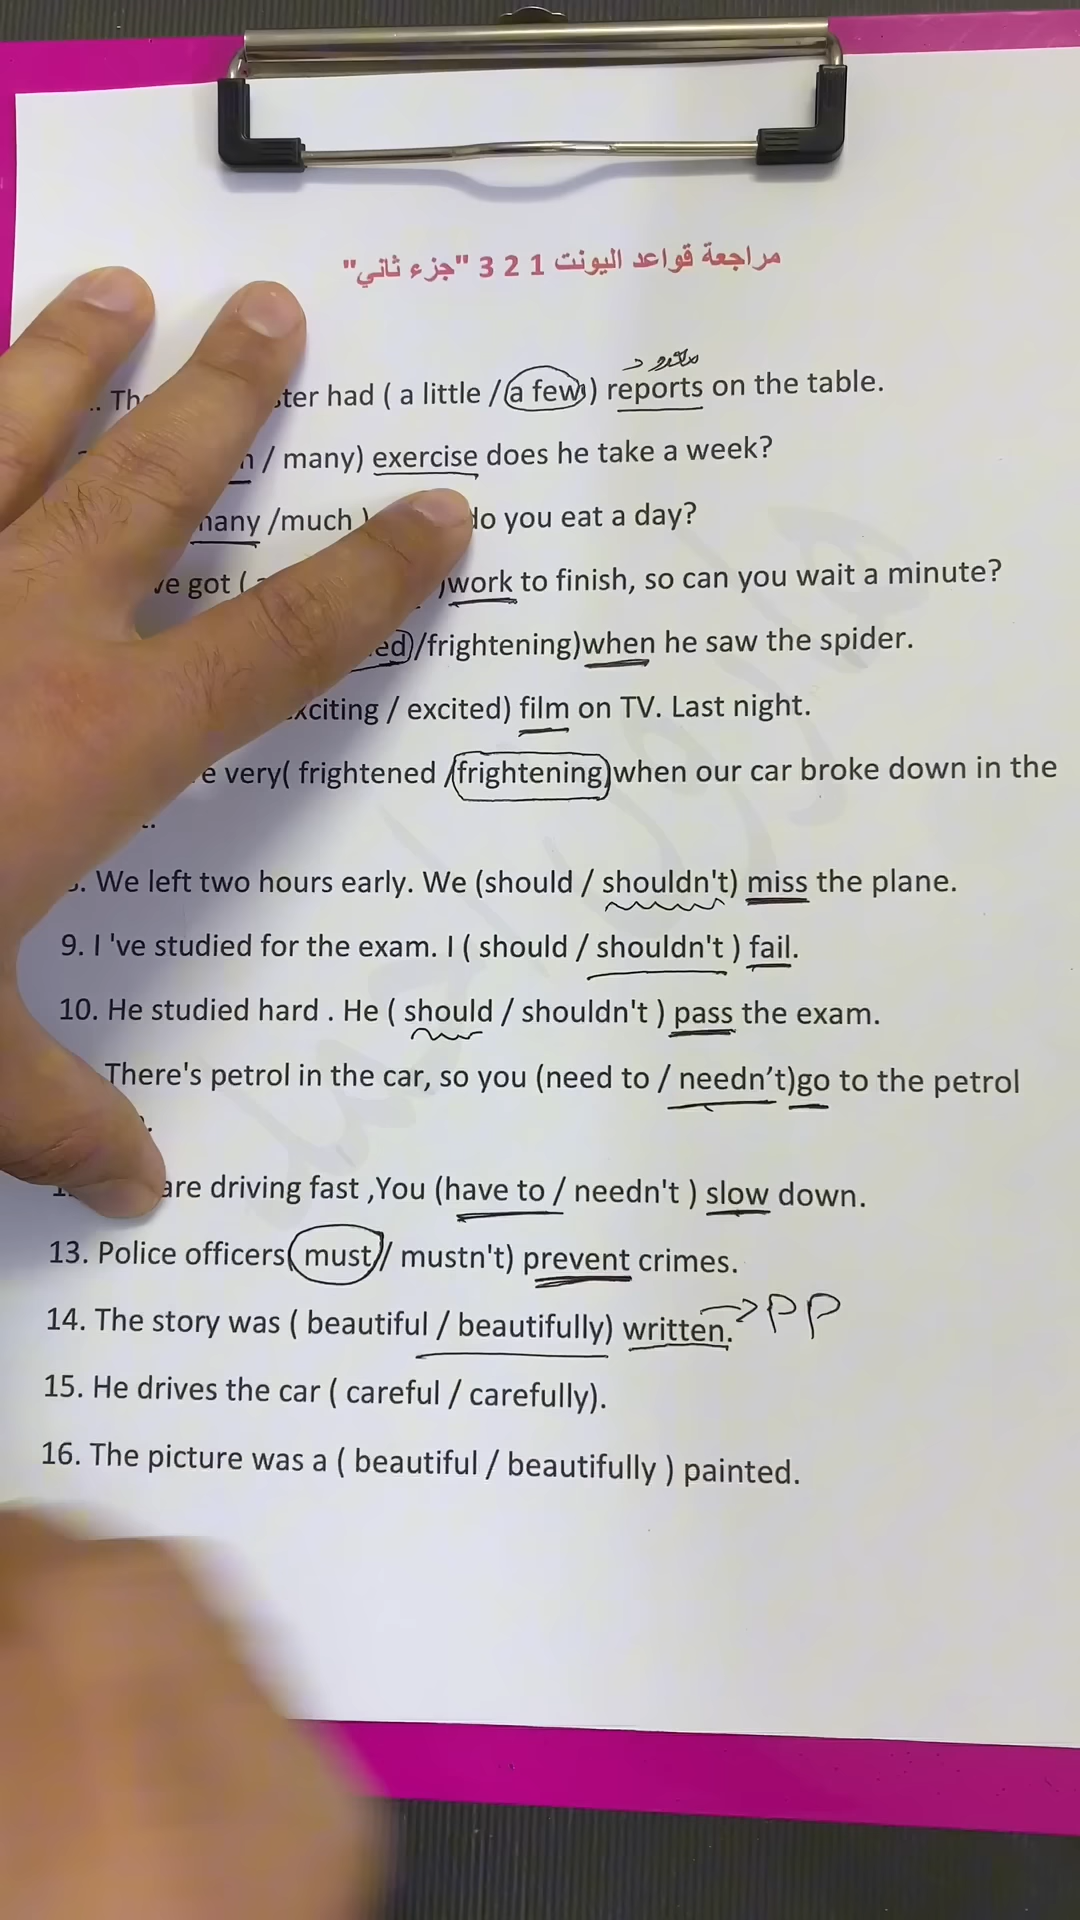 مراجعة قواعد اليونت 1 2 3 "جزء ثاني"
had ( a little / a few ) reports on the table.
/ many) exercise does he take a week?
many /much ) do you eat a day?
got ( work to finish, so can you wait a minute?
/frightening)when he saw the spider.
exciting / excited) film on TV. Last night.
very( frightened /frightening)when our car broke down in the
We left two hours early. We (should / shouldn't) miss the plane.
9. I 've studied for the exam. I ( should / shouldn't ) fail.
10. He studied hard . He ( should / shouldn't ) pass the exam.
There's petrol in the car, so you (need to / needn't)go to the petrol
are driving fast ,You (have to / needn't ) slow down.
13. Police officers( must / mustn't) prevent crimes.
14. The story was ( beautiful / beautifully) written. PP
15. He drives the car ( careful / carefully).
16. The picture was a ( beautiful / beautifully ) painted.